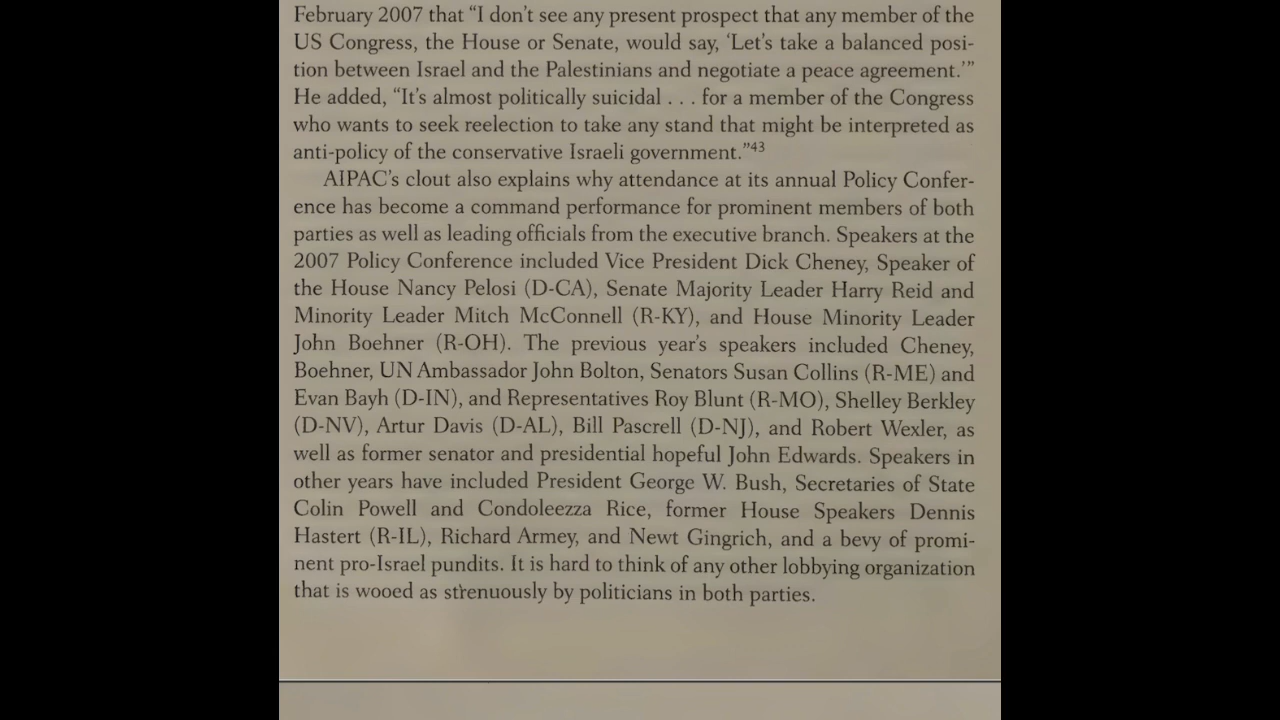 February 2007 that “I don’t see any present prospect that any member of the
US Congress, the House or Senate, would say, ‘Let’s take a balanced posi-
tion between Israel and the Palestinians and negotiate a peace agreement.’”
He added, “It’s almost politically suicidal . . . for a member of the Congress
who wants to seek reelection to take any stand that might be interpreted as
anti-policy of the conservative Israeli government.”43
AIPAC’s clout also explains why attendance at its annual Policy Confer-
ence has become a command performance for prominent members of both
parties as well as leading officials from the executive branch. Speakers at the
2007 Policy Conference included Vice President Dick Cheney, Speaker of
the House Nancy Pelosi (D-CA), Senate Majority Leader Harry Reid and
Minority Leader Mitch McConnell (R-KY), and House Minority Leader
John Boehner (R-OH). The previous year’s speakers included Cheney,
Boehner, UN Ambassador John Bolton, Senators Susan Collins (R-ME) and
Evan Bayh (D-IN), and Representatives Roy Blunt (R-MO), Shelley Berkley
(D-NV), Artur Davis (D-AL), Bill Pascrell (D-NJ), and Robert Wexler, as
well as former senator and presidential hopeful John Edwards. Speakers in
other years have included President George W. Bush, Secretaries of State
Colin Powell and Condoleezza Rice, former House Speakers Dennis
Hastert (R-IL), Richard Armey, and Newt Gingrich, and a bevy of promi-
nent pro-Israel pundits. It is hard to think of any other lobbying organization
that is wooed as strenuously by politicians in both parties.